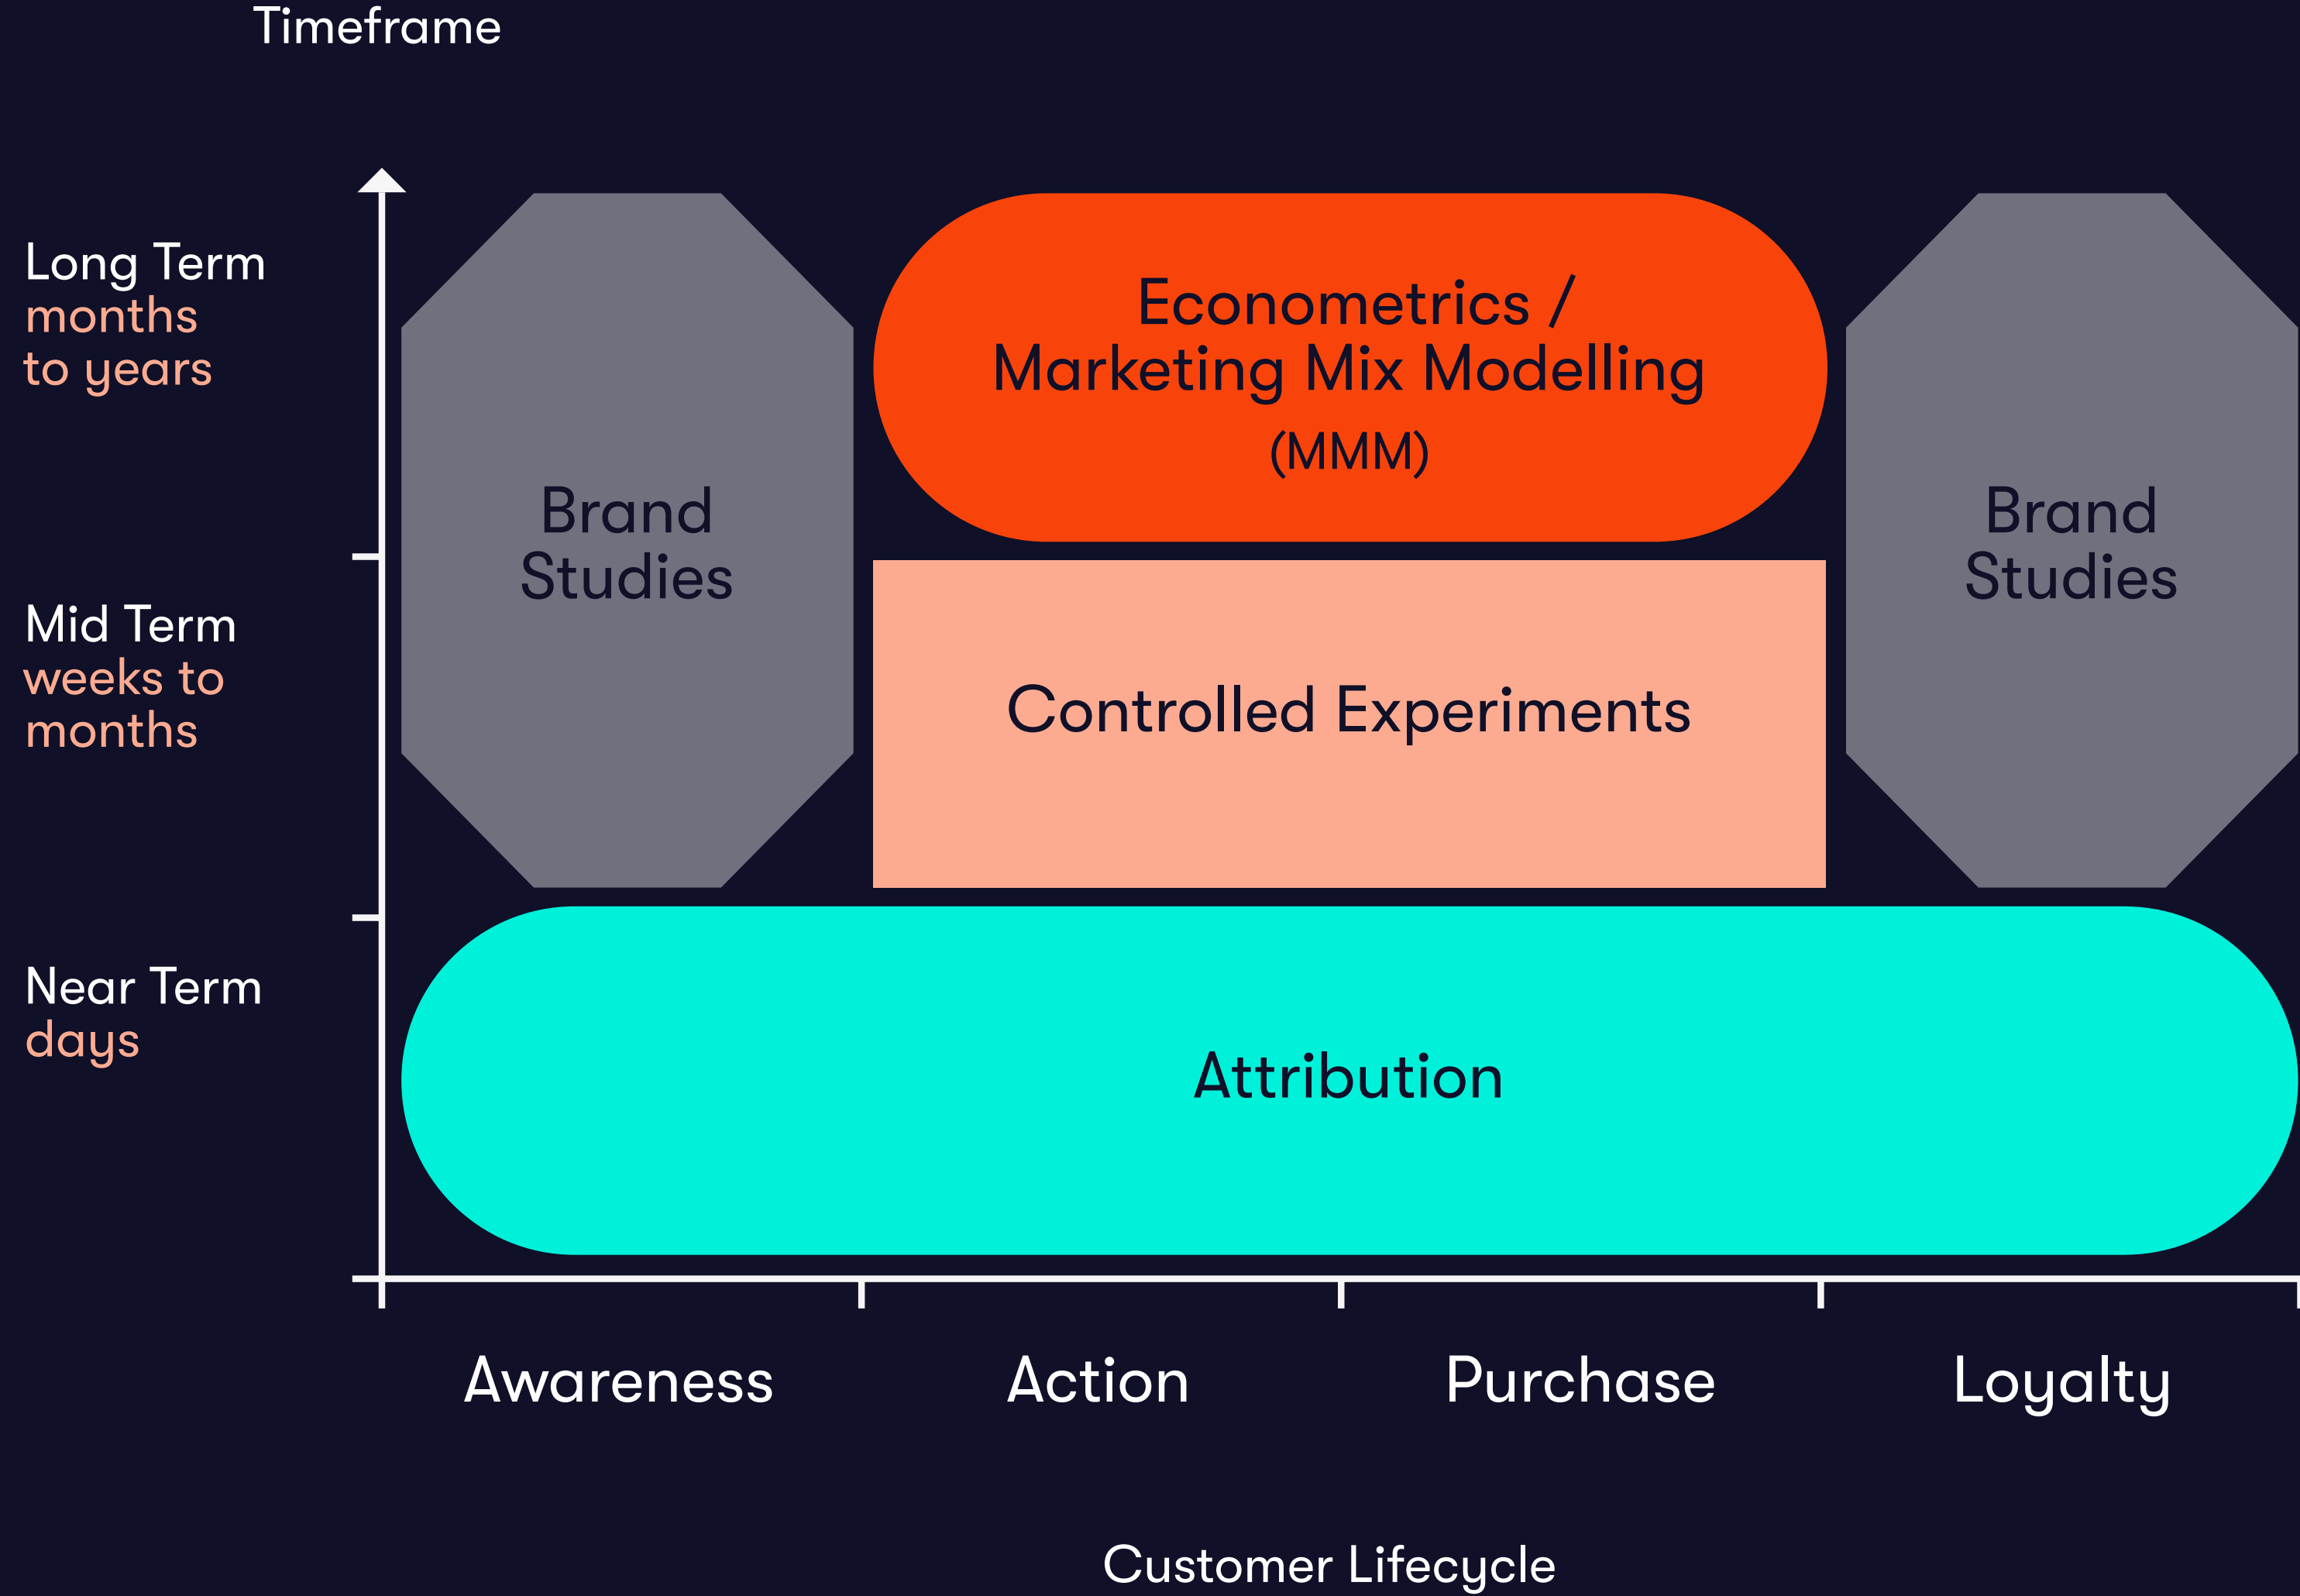 Timeframe
Long Term
months
to years
Mid Term
weeks to
months
Near Term
days
Brand
Studies
Econometrics /
Marketing Mix Modelling
(MMM)
Controlled Experiments
Brand
Studies
Attribution
Awareness
Action
Purchase
Loyalty
Customer Lifecycle